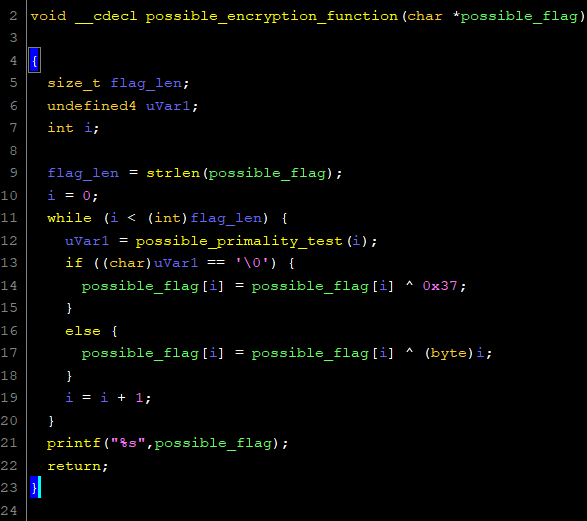 2 void __cdecl possible_encryption_function(char *possible_flag)
3
4 {
5   size_t flag_len;
6   undefined4 uVar1;
7   int i;
8
9   flag_len = strlen(possible_flag);
10   i = 0;
11   while (i < (int)flag_len) {
12     uVar1 = possible_primality_test(i);
13     if ((char)uVar1 == '\0') {
14       possible_flag[i] = possible_flag[i] ^ 0x37;
15     }
16     else {
17       possible_flag[i] = possible_flag[i] ^ (byte)i;
18     }
19     i = i + 1;
20   }
21   printf("%s",possible_flag);
22   return;
23 }
24